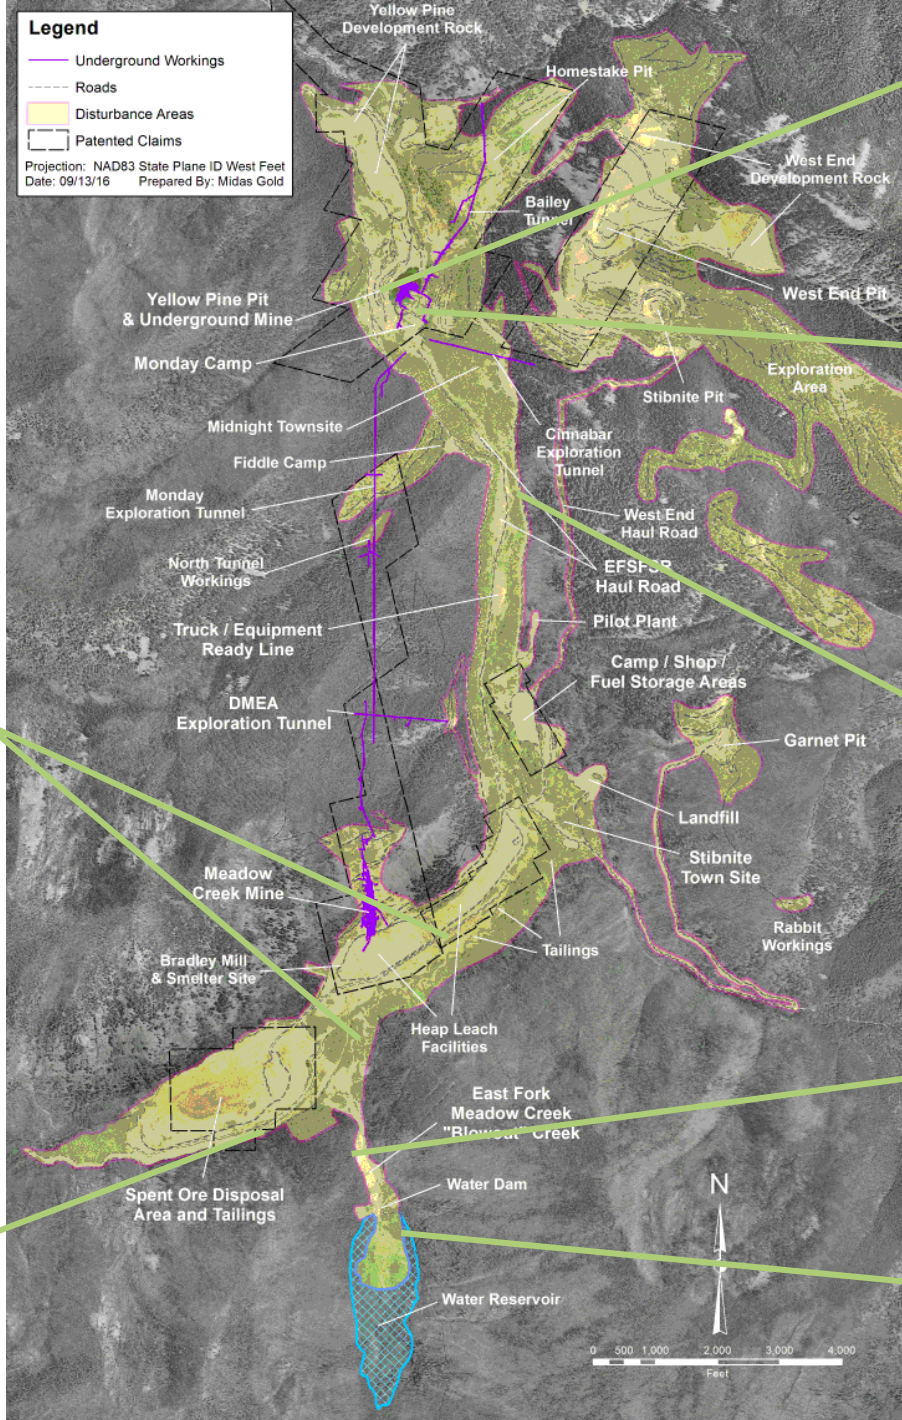 Legend
Underground Workings
Roads
Disturbance Areas
Patented Claims
Projection: NAD83 State Plane ID West Feet
Date: 09/13/16 Prepared By: Midas Gold
Yellow Pine
Development Rock
Homestake Pit
West End
Development Rock
Bailey
Tunnel
West End Pit
Yellow Pine Pit
& Underground Mine
Monday Camp
Exploration
Area
Stibnite Pit
Midnight Townsite
Cinnabar
Exploration
Tunnel
Fiddle Camp
Monday
Exploration Tunnel
West End
Haul Road
North Tunnel
Workings
EFSFSR
Haul Road
Truck / Equipment
Ready Line
Pilot Plant
Camp / Shop /
Fuel Storage Areas
DMEA
Exploration Tunnel
Garnet Pit
Landfill
Stibnite
Town Site
Meadow
Creek Mine
Rabbit
Workings
Tailings
Bradley Mill
& Smelter Site
Heap Leach
Facilities
East Fork
Meadow Creek
"Blowout" Creek
Water Dam
Spent Ore Disposal
Area and Tailings
N
Water Reservoir
0 500 1,000 2,000 3,000 4,000
Feet